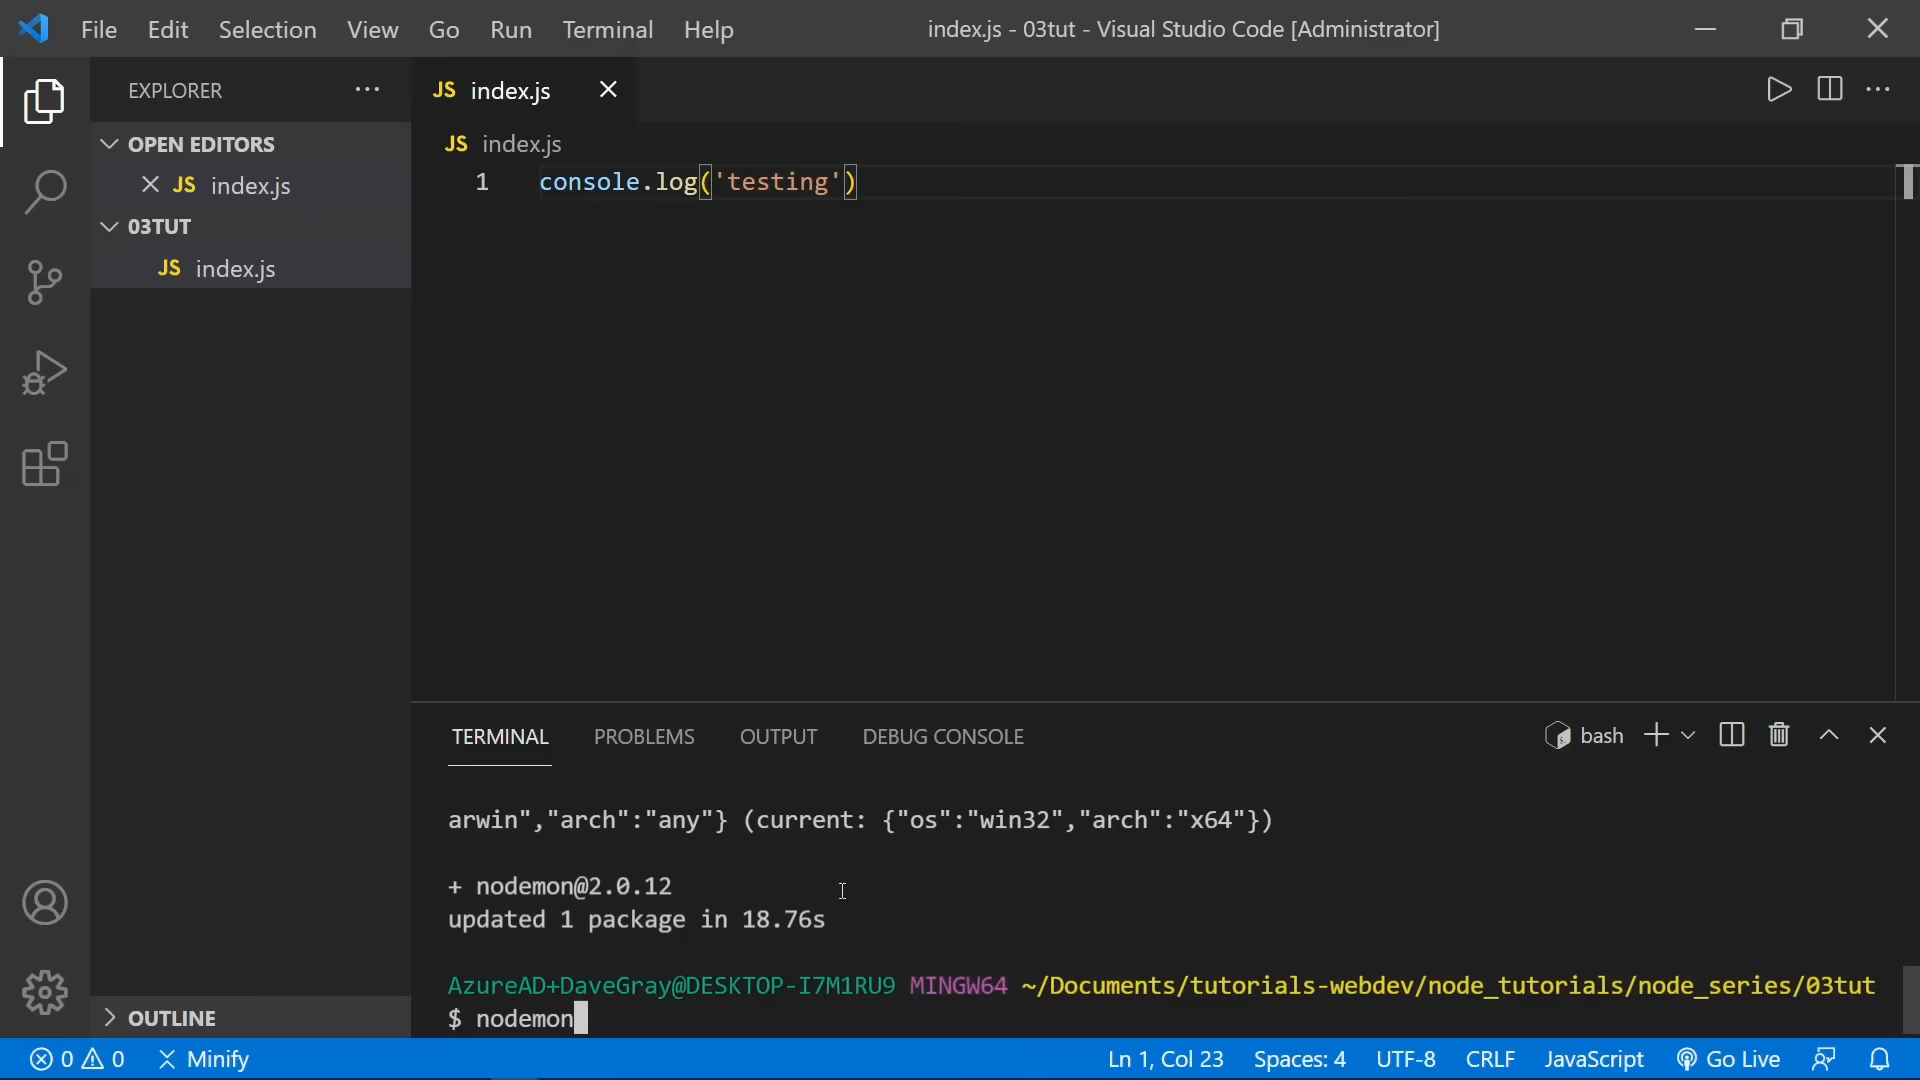 File Edit Selection View Go Run Terminal Help
index.js - 03tut - Visual Studio Code [Administrator]
EXPLORER
JS index.js
OPEN EDITORS
JS index.js
03TUT
JS index.js
OUTLINE
JS index.js
1 console.log('testing')
TERMINAL PROBLEMS OUTPUT DEBUG CONSOLE
bash
arwin","arch":"any"} (current: {"os":"win32","arch":"x64"})
+ nodemon@2.0.12
updated 1 package in 18.76s
AzureAD+DaveGray@DESKTOP-I7M1RU9 MINGW64 ~/Documents/tutorials-webdev/node_tutorials/node_series/03tut
$ nodemon
0 0 Minify
Ln 1, Col 23 Spaces: 4 UTF-8 CRLF JavaScript Go Live